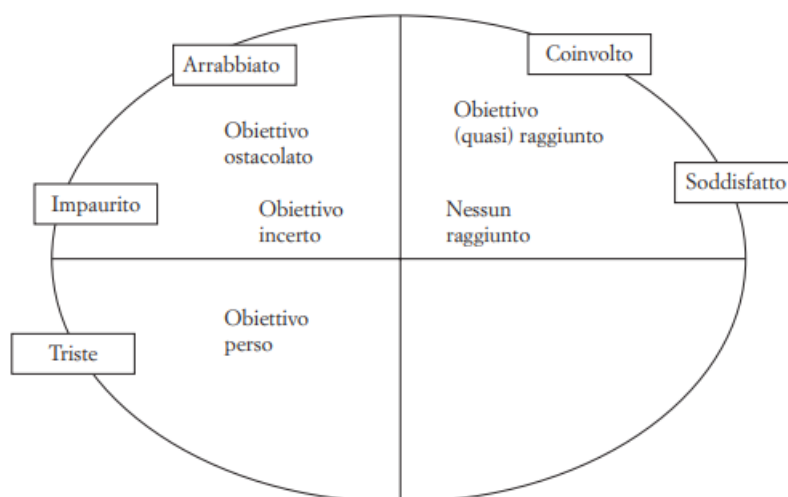 Arrabbiato
Coinvolto
Obiettivo
ostacolato
Obiettivo
(quasi) raggiunto
Impaurito
Obiettivo
incerto
Nessun
raggiunto
Soddisfatto
Obiettivo
perso
Triste